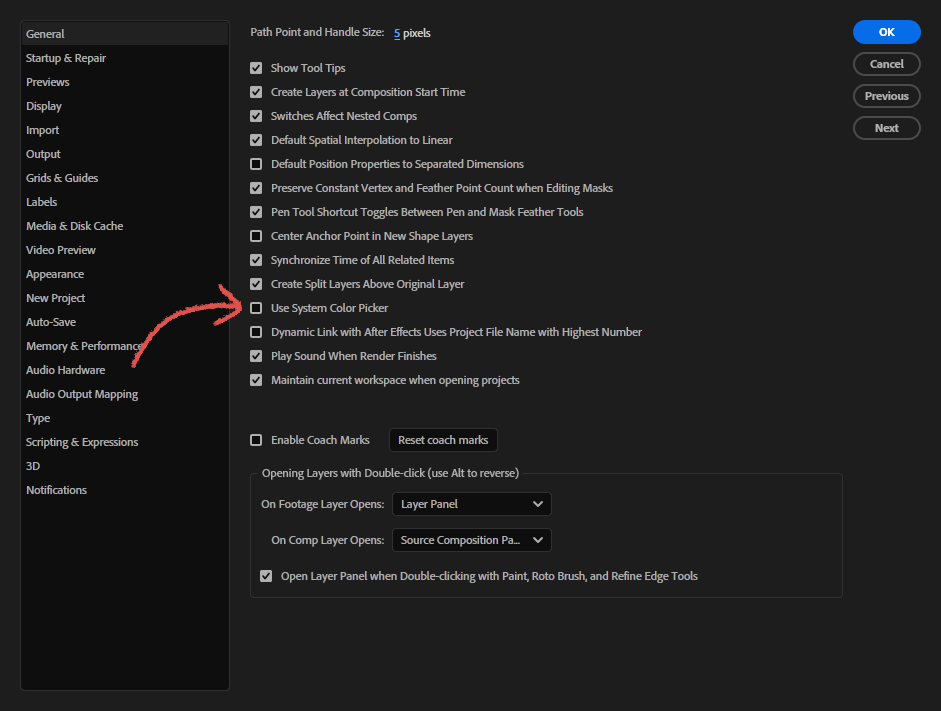 General
Startup & Repair
Previews
Display
Import
Output
Grids & Guides
Labels
Media & Disk Cache
Video Preview
Appearance
New Project
Auto-Save
Memory & Performance
Audio Hardware
Audio Output Mapping
Type
Scripting & Expressions
3D
Notifications
Path Point and Handle Size: 5 pixels
Show Tool Tips
Create Layers at Composition Start Time
Switches Affect Nested Comps
Default Spatial Interpolation to Linear
Default Position Properties to Separated Dimensions
Preserve Constant Vertex and Feather Point Count when Editing Masks
Pen Tool Shortcut Toggles Between Pen and Mask Feather Tools
Center Anchor Point in New Shape Layers
Synchronize Time of All Related Items
Create Split Layers Above Original Layer
Use System Color Picker
Dynamic Link with After Effects Uses Project File Name with Highest Number
Play Sound When Render Finishes
Maintain current workspace when opening projects
Enable Coach Marks Reset coach marks
Opening Layers with Double-click (use Alt to reverse)
On Footage Layer Opens: Layer Panel
On Comp Layer Opens: Source Composition Pa...
Open Layer Panel when Double-clicking with Paint, Roto Brush, and Refine Edge Tools
OK
Cancel
Previous
Next